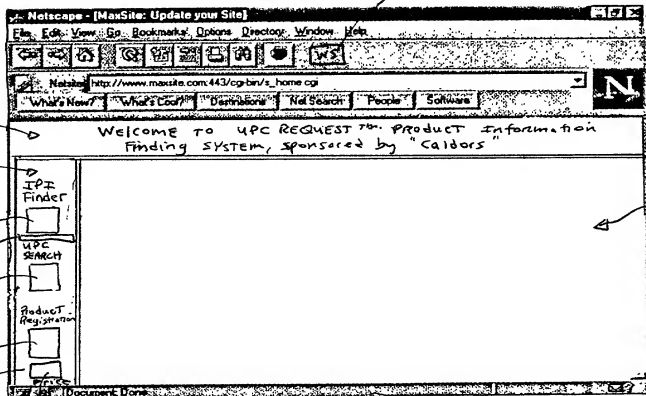 Netscape - [MaxSite: Update your Site]
File Edit View Go Bookmarks Options Directory Window Help
WS
Netsite http://www.maxsite.com:443/cgi-bin/s_home.cgi
N
What's New? What's Cool? Destinations Net Search People Software
Welcome to UPC REQUEST TM Product Information
Finding System, sponsored by "Caldors"
IPI
Finder
UPC
SEARCH
Product
Registration
Document: Done